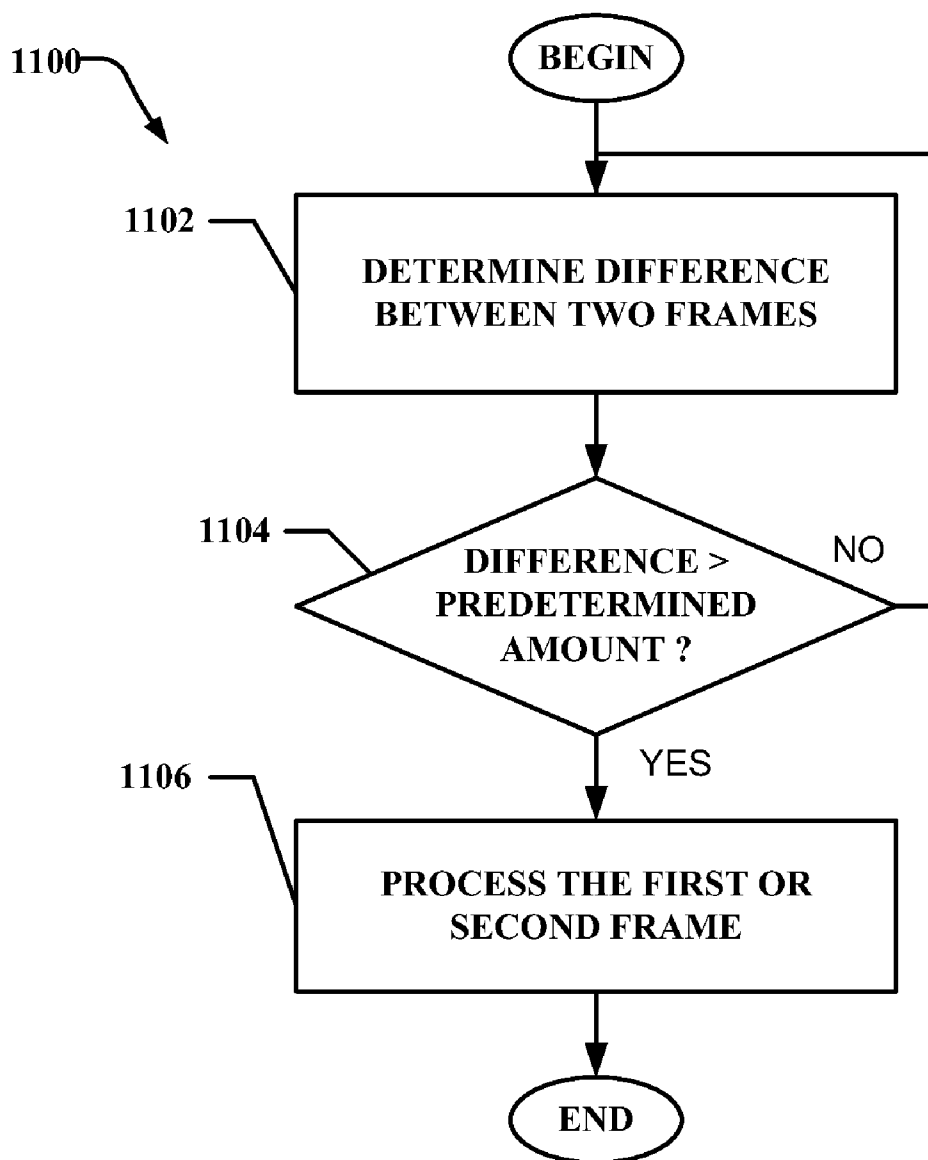 1100
BEGIN
1102
DETERMINE DIFFERENCE
BETWEEN TWO FRAMES
1104
DIFFERENCE >
PREDETERMINED
AMOUNT ?
NO
YES
1106
PROCESS THE FIRST OR
SECOND FRAME
END